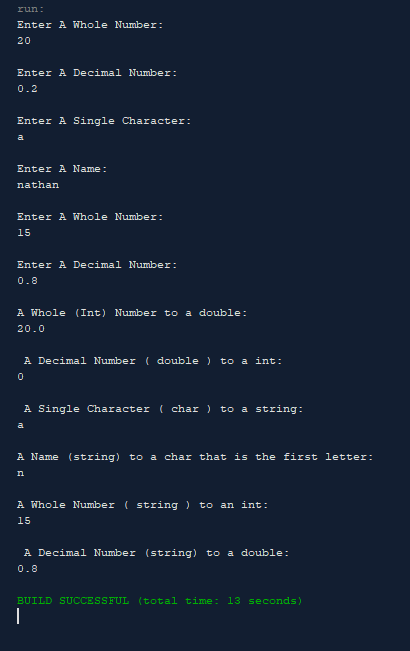 run:
Enter A Whole Number:
20
Enter A Decimal Number:
0.2
Enter A Single Character:
a
Enter A Name:
nathan
Enter A Whole Number:
15
Enter A Decimal Number:
0.8
A Whole (Int) Number to a double:
20.0
A Decimal Number ( double ) to a int:
0
A Single Character ( char ) to a string:
a
A Name (string) to a char that is the first letter:
n
A Whole Number ( string ) to an int:
15
A Decimal Number (string) to a double:
0.8
BUILD SUCCESSFUL (total time: 13 seconds)